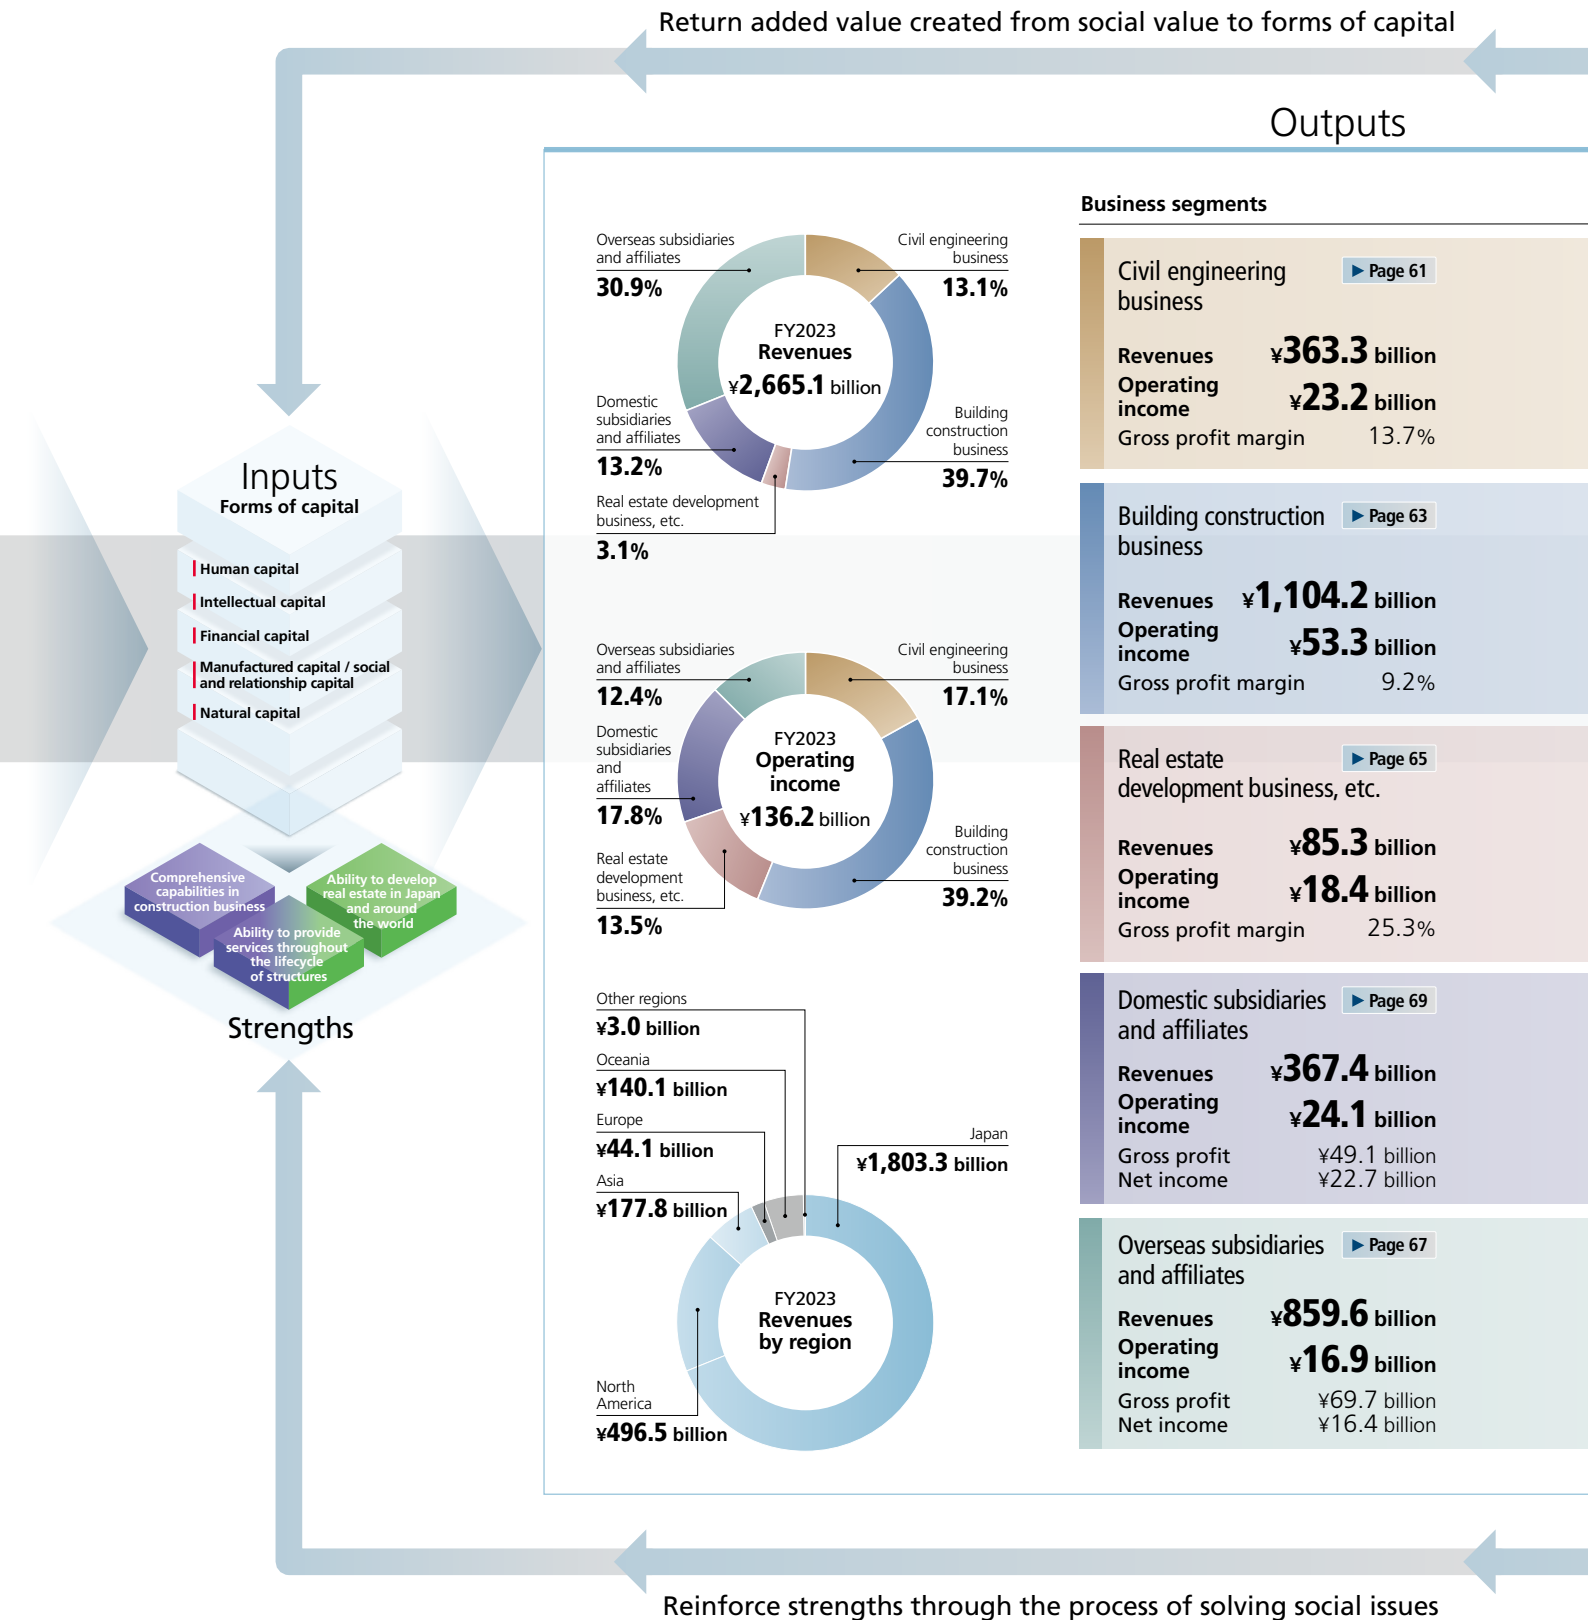 Return added value created from social value to forms of capital
Inputs
Forms of capital
Human capital
Intellectual capital
Financial capital
Manufactured capital / social
and relationship capital
Natural capital
Comprehensive
capabilities in
construction business
Ability to develop
real estate in Japan
and around
the world
Ability to provide
services throughout
the lifecycle
of structures
Strengths
Outputs
Overseas subsidiaries
and affiliates
30.9%
Civil engineering
business
13.1%
FY2023
Revenues
¥2,665.1 billion
Domestic
subsidiaries
and affiliates
13.2%
Building
construction
business
39.7%
Real estate development
business, etc.
3.1%
Overseas subsidiaries
and affiliates
12.4%
Civil engineering
business
17.1%
Domestic
subsidiaries
and
affiliates
17.8%
FY2023
Operating
income
¥136.2 billion
Real estate
development
business, etc.
13.5%
Building
construction
business
39.2%
Other regions
¥3.0 billion
Oceania
¥140.1 billion
Europe
¥44.1 billion
Asia
¥177.8 billion
Japan
¥1,803.3 billion
FY2023
Revenues
by region
North
America
¥496.5 billion
Business segments
Civil engineering ▶ Page 61
business
Revenues ¥363.3 billion
Operating
income ¥23.2 billion
Gross profit margin 13.7%
Building construction ▶ Page 63
business
Revenues ¥1,104.2 billion
Operating
income ¥53.3 billion
Gross profit margin 9.2%
Real estate ▶ Page 65
development business, etc.
Revenues ¥85.3 billion
Operating
income ¥18.4 billion
Gross profit margin 25.3%
Domestic subsidiaries ▶ Page 69
and affiliates
Revenues ¥367.4 billion
Operating
income ¥24.1 billion
Gross profit ¥49.1 billion
Net income ¥22.7 billion
Overseas subsidiaries ▶ Page 67
and affiliates
Revenues ¥859.6 billion
Operating
income ¥16.9 billion
Gross profit ¥69.7 billion
Net income ¥16.4 billion
Reinforce strengths through the process of solving social issues